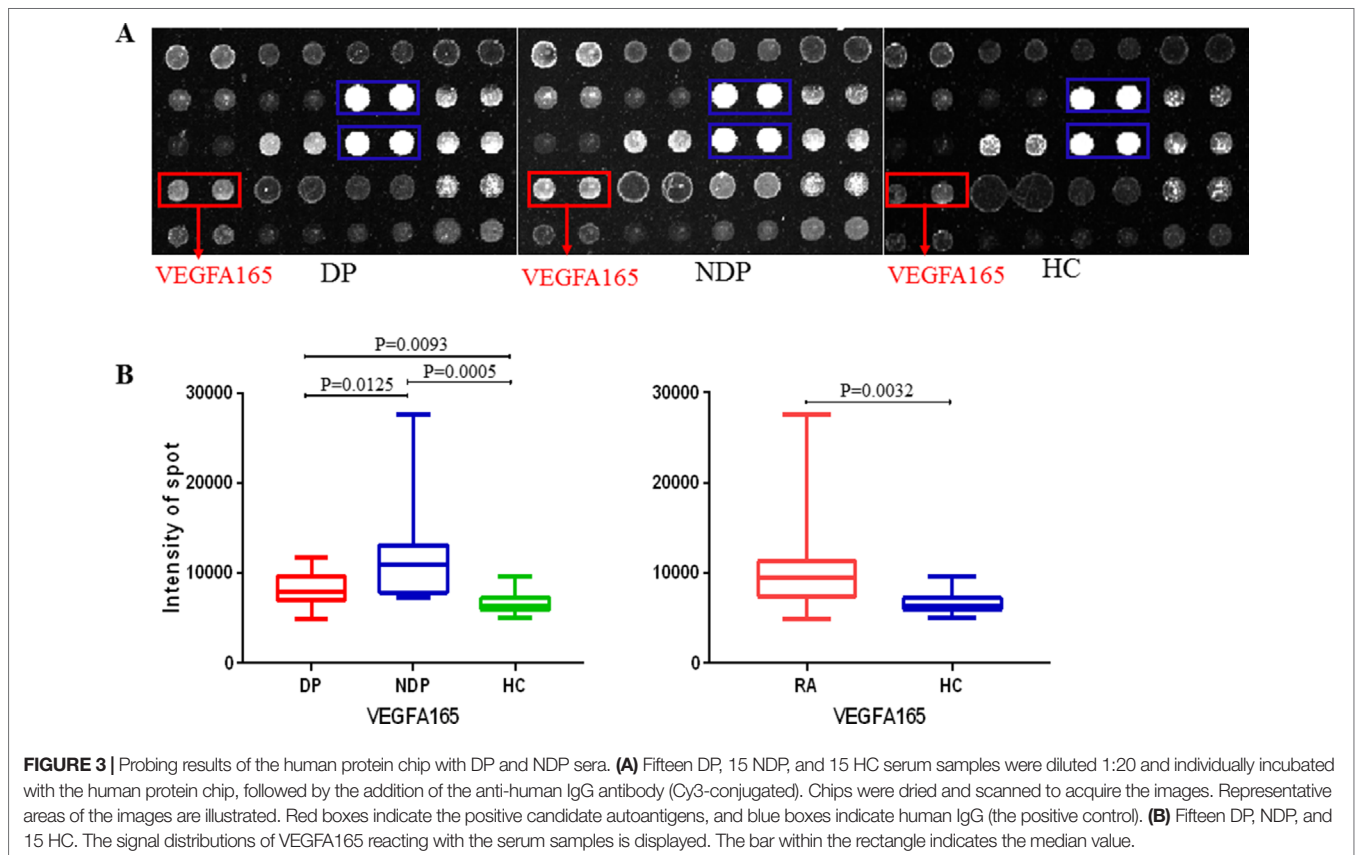 A
VEGFA165 DP VEGFA165 NDP VEGFA165 HC
B
P=0.0093
P=0.0125 P=0.0005
P=0.0032
Intensity of spot
30000
20000
10000
0
DP NDP HC
VEGFA165
30000
20000
10000
0
RA HC
VEGFA165
FIGURE 3 | Probing results of the human protein chip with DP and NDP sera. (A) Fifteen DP, 15 NDP, and 15 HC serum samples were diluted 1:20 and individually incubated
with the human protein chip, followed by the addition of the anti-human IgG antibody (Cy3-conjugated). Chips were dried and scanned to acquire the images. Representative
areas of the images are illustrated. Red boxes indicate the positive candidate autoantigens, and blue boxes indicate human IgG (the positive control). (B) Fifteen DP, NDP, and
15 HC. The signal distributions of VEGFA165 reacting with the serum samples is displayed. The bar within the rectangle indicates the median value.